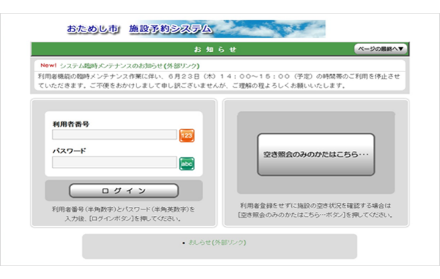 おためし市 施設予約システム
お知らせ
ページの最終へ▼
New! システム臨時メンテナンスのお知らせ(外部リンク)
利用者機能の臨時メンテナンス作業に伴い、6月23日(木)14:00~15:00(予定)の時間帯のご利用を停止させ
ていただきます。ご不便をおかけしまして申し訳ございませんが、ご理解の程よろしくお願いいたします。
利用者番号
123
パスワード
abc
ログイン
利用者番号(半角数字)とパスワード(半角英数字)を
入力後、[ログインボタン]を押してください。
空き照会のみのかたはこちら・・・
利用者登録をせずに施設の空き状況を確認する場合は
[空き照会のみのかたはこちら…ボタン]を押してください。
おしらせ(外部リンク)